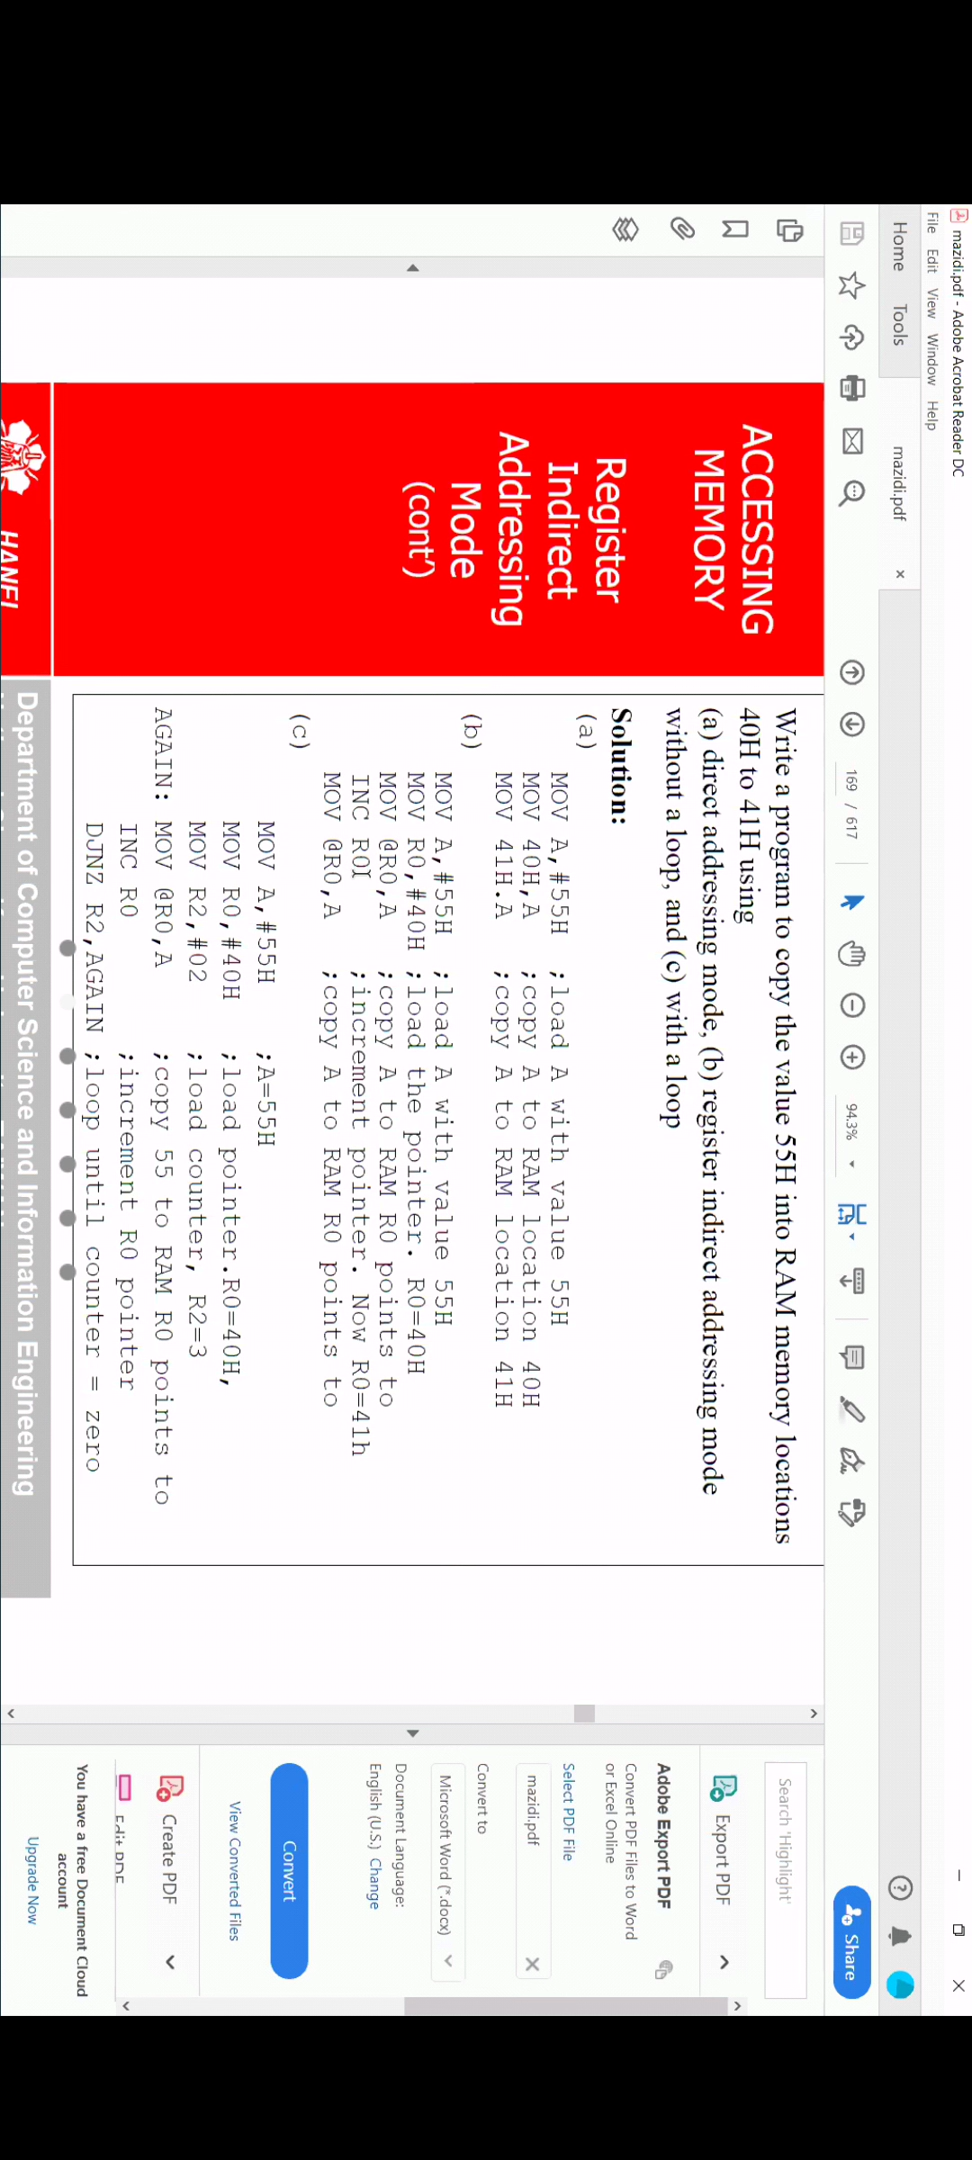 mazidi.pdf - Adobe Acrobat Reader DC
File Edit View Window Help
Home Tools mazidi.pdf ×
169 / 617 94.3% Share
ACCESSING
MEMORY
Register
Indirect
Addressing
Mode
(cont’)
HANEL
Write a program to copy the value 55H into RAM memory locations
40H to 41H using
(a) direct addressing mode, (b) register indirect addressing mode
without a loop, and (c) with a loop
Solution:
(a)
MOV A,#55H ;load A with value 55H
MOV 40H,A ;copy A to RAM location 40H
MOV 41H.A ;copy A to RAM location 41H
(b)
MOV A,#55H ;load A with value 55H
MOV R0,#40H ;load the pointer. R0=40H
MOV @R0,A ;copy A to RAM R0 points to
INC R0 ;increment pointer. Now R0=41h
MOV @R0,A ;copy A to RAM R0 points to
(c)
MOV A,#55H ;A=55H
MOV R0,#40H ;load pointer.R0=40H,
MOV R2,#02 ;load counter, R2=3
AGAIN: MOV @R0,A ;copy 55 to RAM R0 points to
INC R0 ;increment R0 pointer
DJNZ R2,AGAIN ;loop until counter = zero
Department of Computer Science and Information Engineering
Search 'Highlight'
Export PDF
Adobe Export PDF
Convert PDF Files to Word
or Excel Online
Select PDF File
mazidi.pdf
Convert to
Microsoft Word (*.docx)
Document Language:
English (U.S.) Change
Convert
View Converted Files
Create PDF
Edit PDF
You have a free Document Cloud
account
Upgrade Now